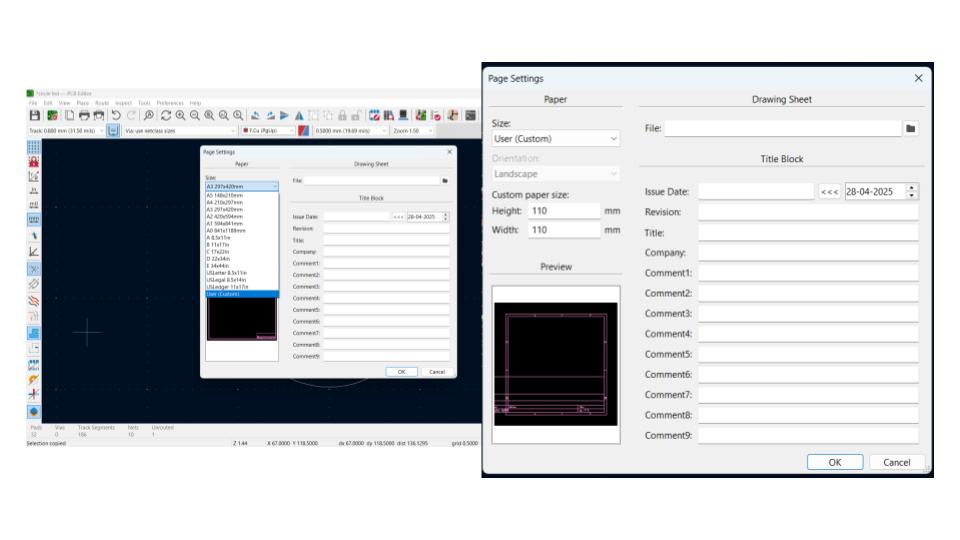 *circle led — PCB Editor
File Edit View Place Route Inspect Tools Preferences Help
Track: 0.800 mm (31.50 mils) Via: use netclass sizes F.Cu (PgUp) 0.5000 mm (19.69 mils) Zoom 1.50
Page Settings
Paper
Drawing Sheet
Size:
A3 297x420mm
A5 148x210mm
A4 210x297mm
A3 297x420mm
A2 420x594mm
A1 594x841mm
A0 841x1189mm
A 8.5x11in
B 11x17in
C 17x22in
D 22x34in
E 34x44in
USLetter 8.5x11in
USLegal 8.5x14in
USLedger 11x17in
User (Custom)
File:
Title Block
Issue Date: <<< 28-04-2025
Revision:
Title:
Company:
Comment1:
Comment2:
Comment3:
Comment4:
Comment5:
Comment6:
Comment7:
Comment8:
Comment9:
OK Cancel
Pads Vias Track Segments Nets Unrouted
32 0 186 10 1
Selection copied Z 1.44 X 67.0000 Y 118.5000 dx 67.0000 dy 118.5000 dist 136.1295 grid 0.5000
Page Settings
Paper
Size:
User (Custom)
Orientation:
Landscape
Custom paper size:
Height: 110 mm
Width: 110 mm
Preview
Drawing Sheet
File:
Title Block
Issue Date: <<< 28-04-2025
Revision:
Title:
Company:
Comment1:
Comment2:
Comment3:
Comment4:
Comment5:
Comment6:
Comment7:
Comment8:
Comment9:
OK Cancel